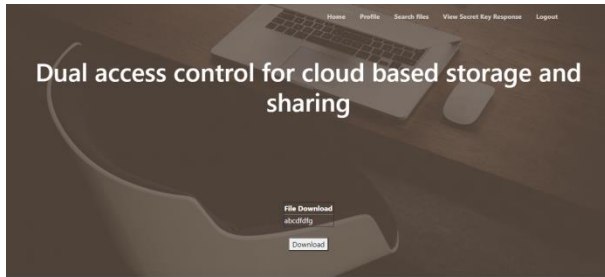 Home Profile Search files View Secret Key Response Logout
Dual access control for cloud based storage and
sharing
File Download
abcdfdfg
Download